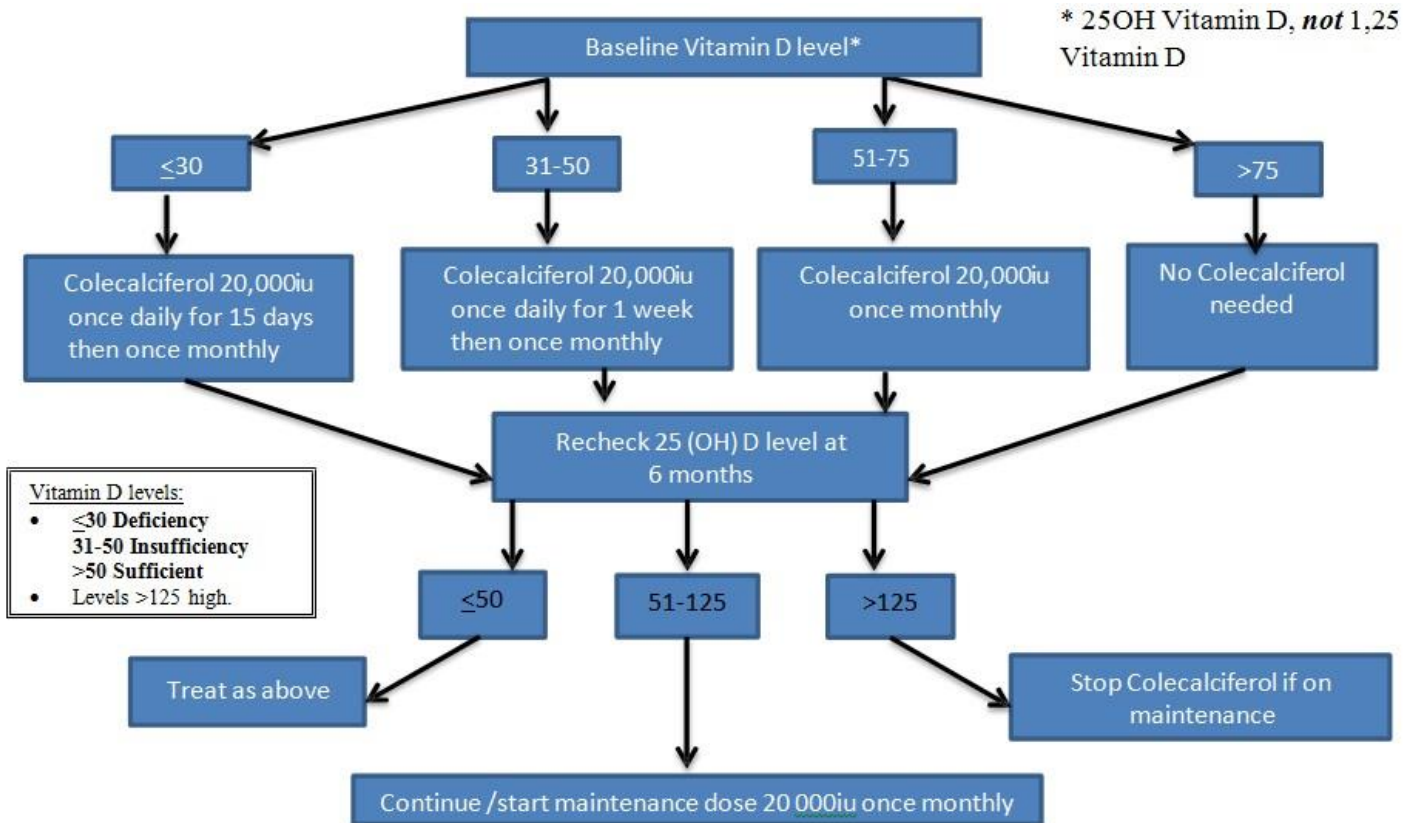 * 25OH Vitamin D, not 1,25
Vitamin D
Baseline Vitamin D level*
≤30
31-50
51-75
>75
Colecalciferol 20,000iu
once daily for 15 days
then once monthly
Colecalciferol 20,000iu
once daily for 1 week
then once monthly
Colecalciferol 20,000iu
once monthly
No Colecalciferol
needed
Recheck 25 (OH) D level at
6 months
Vitamin D levels:
• ≤30 Deficiency
31-50 Insufficiency
>50 Sufficient
• Levels >125 high.
≤50
51-125
>125
Treat as above
Stop Colecalciferol if on
maintenance
Continue /start maintenance dose 20 000iu once monthly